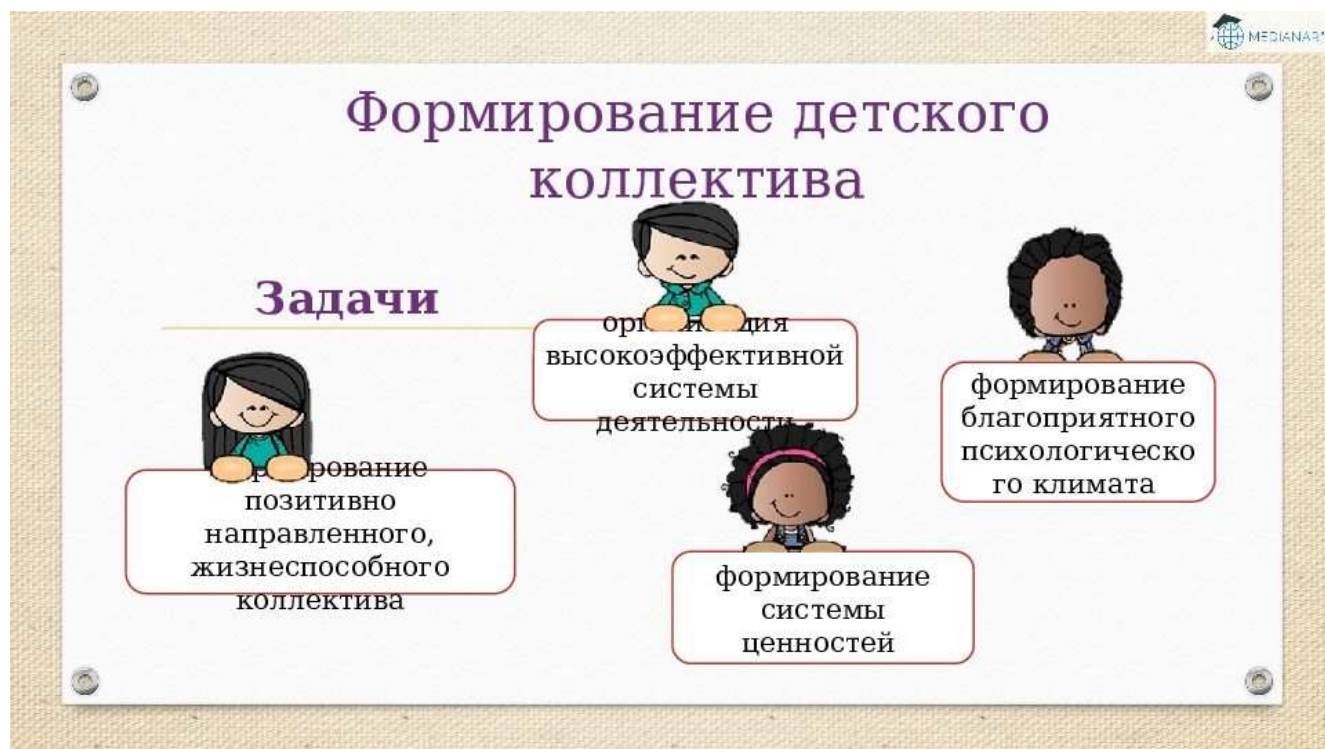 MEDIANAR
Формирование детского
коллектива
Задачи
высокоэффективной
системы
деятельности
формирование
благоприятного
психологическо
го климата
позитивно
направленного,
жизнеспособного
коллектива
формирование
системы
ценностей